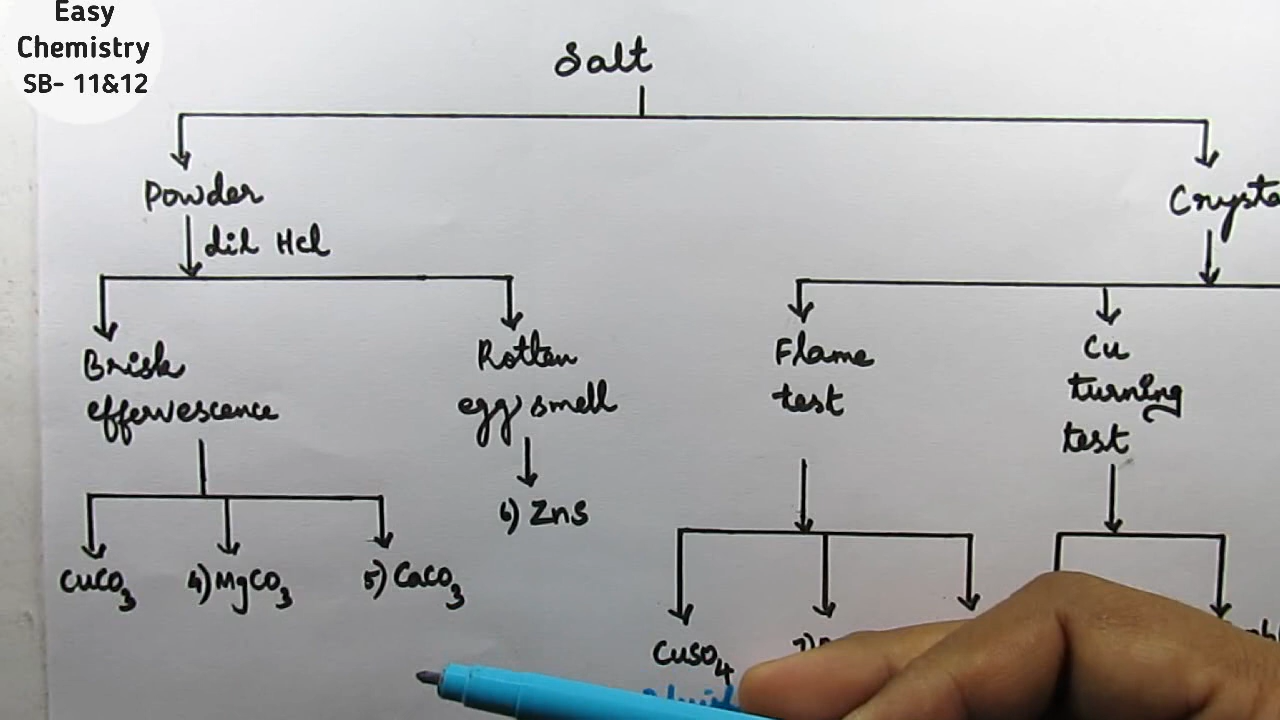 Easy
Chemistry
SB- 11&12
Salt
Powder
dil Hcl
Brisk
effervescence
CuCO3
4) MgCO3
5) CaCO3
Rotten
egg smell
6) ZnS
Flame
test
CuSO4
Cu
turning
test